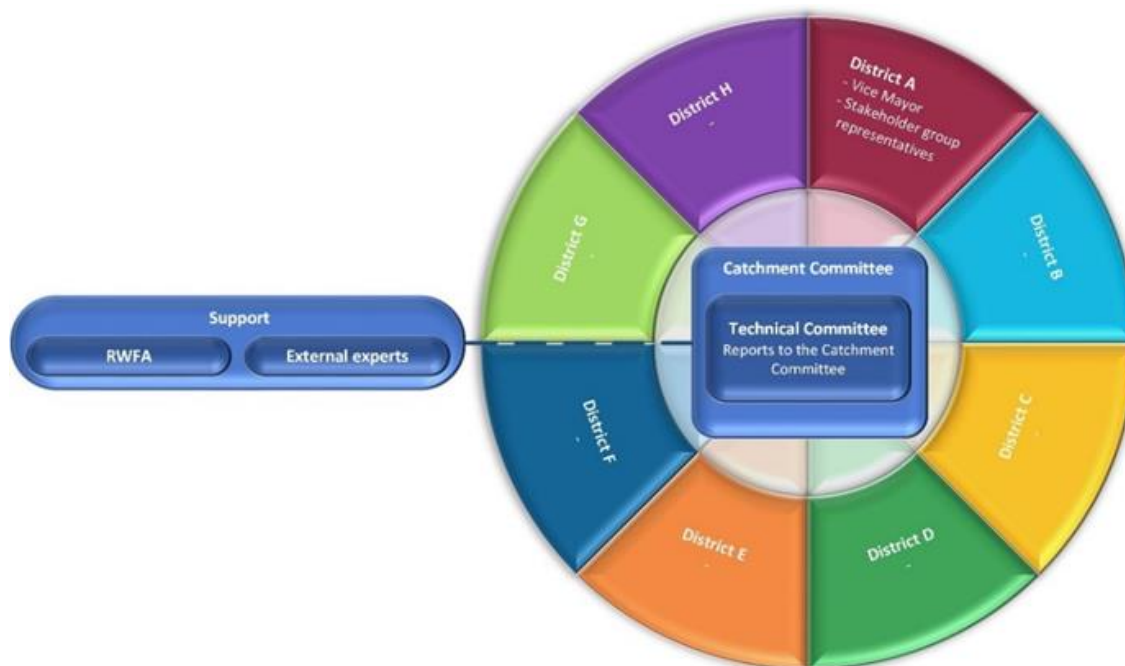 District A
- Vice Mayor
- Stakeholder group
representatives
District B
-
District C
-
District D
-
District E
-
District F
-
District G
-
District H
-
Catchment Committee
Technical Committee
Reports to the Catchment
Committee
Support
RWFA
External experts